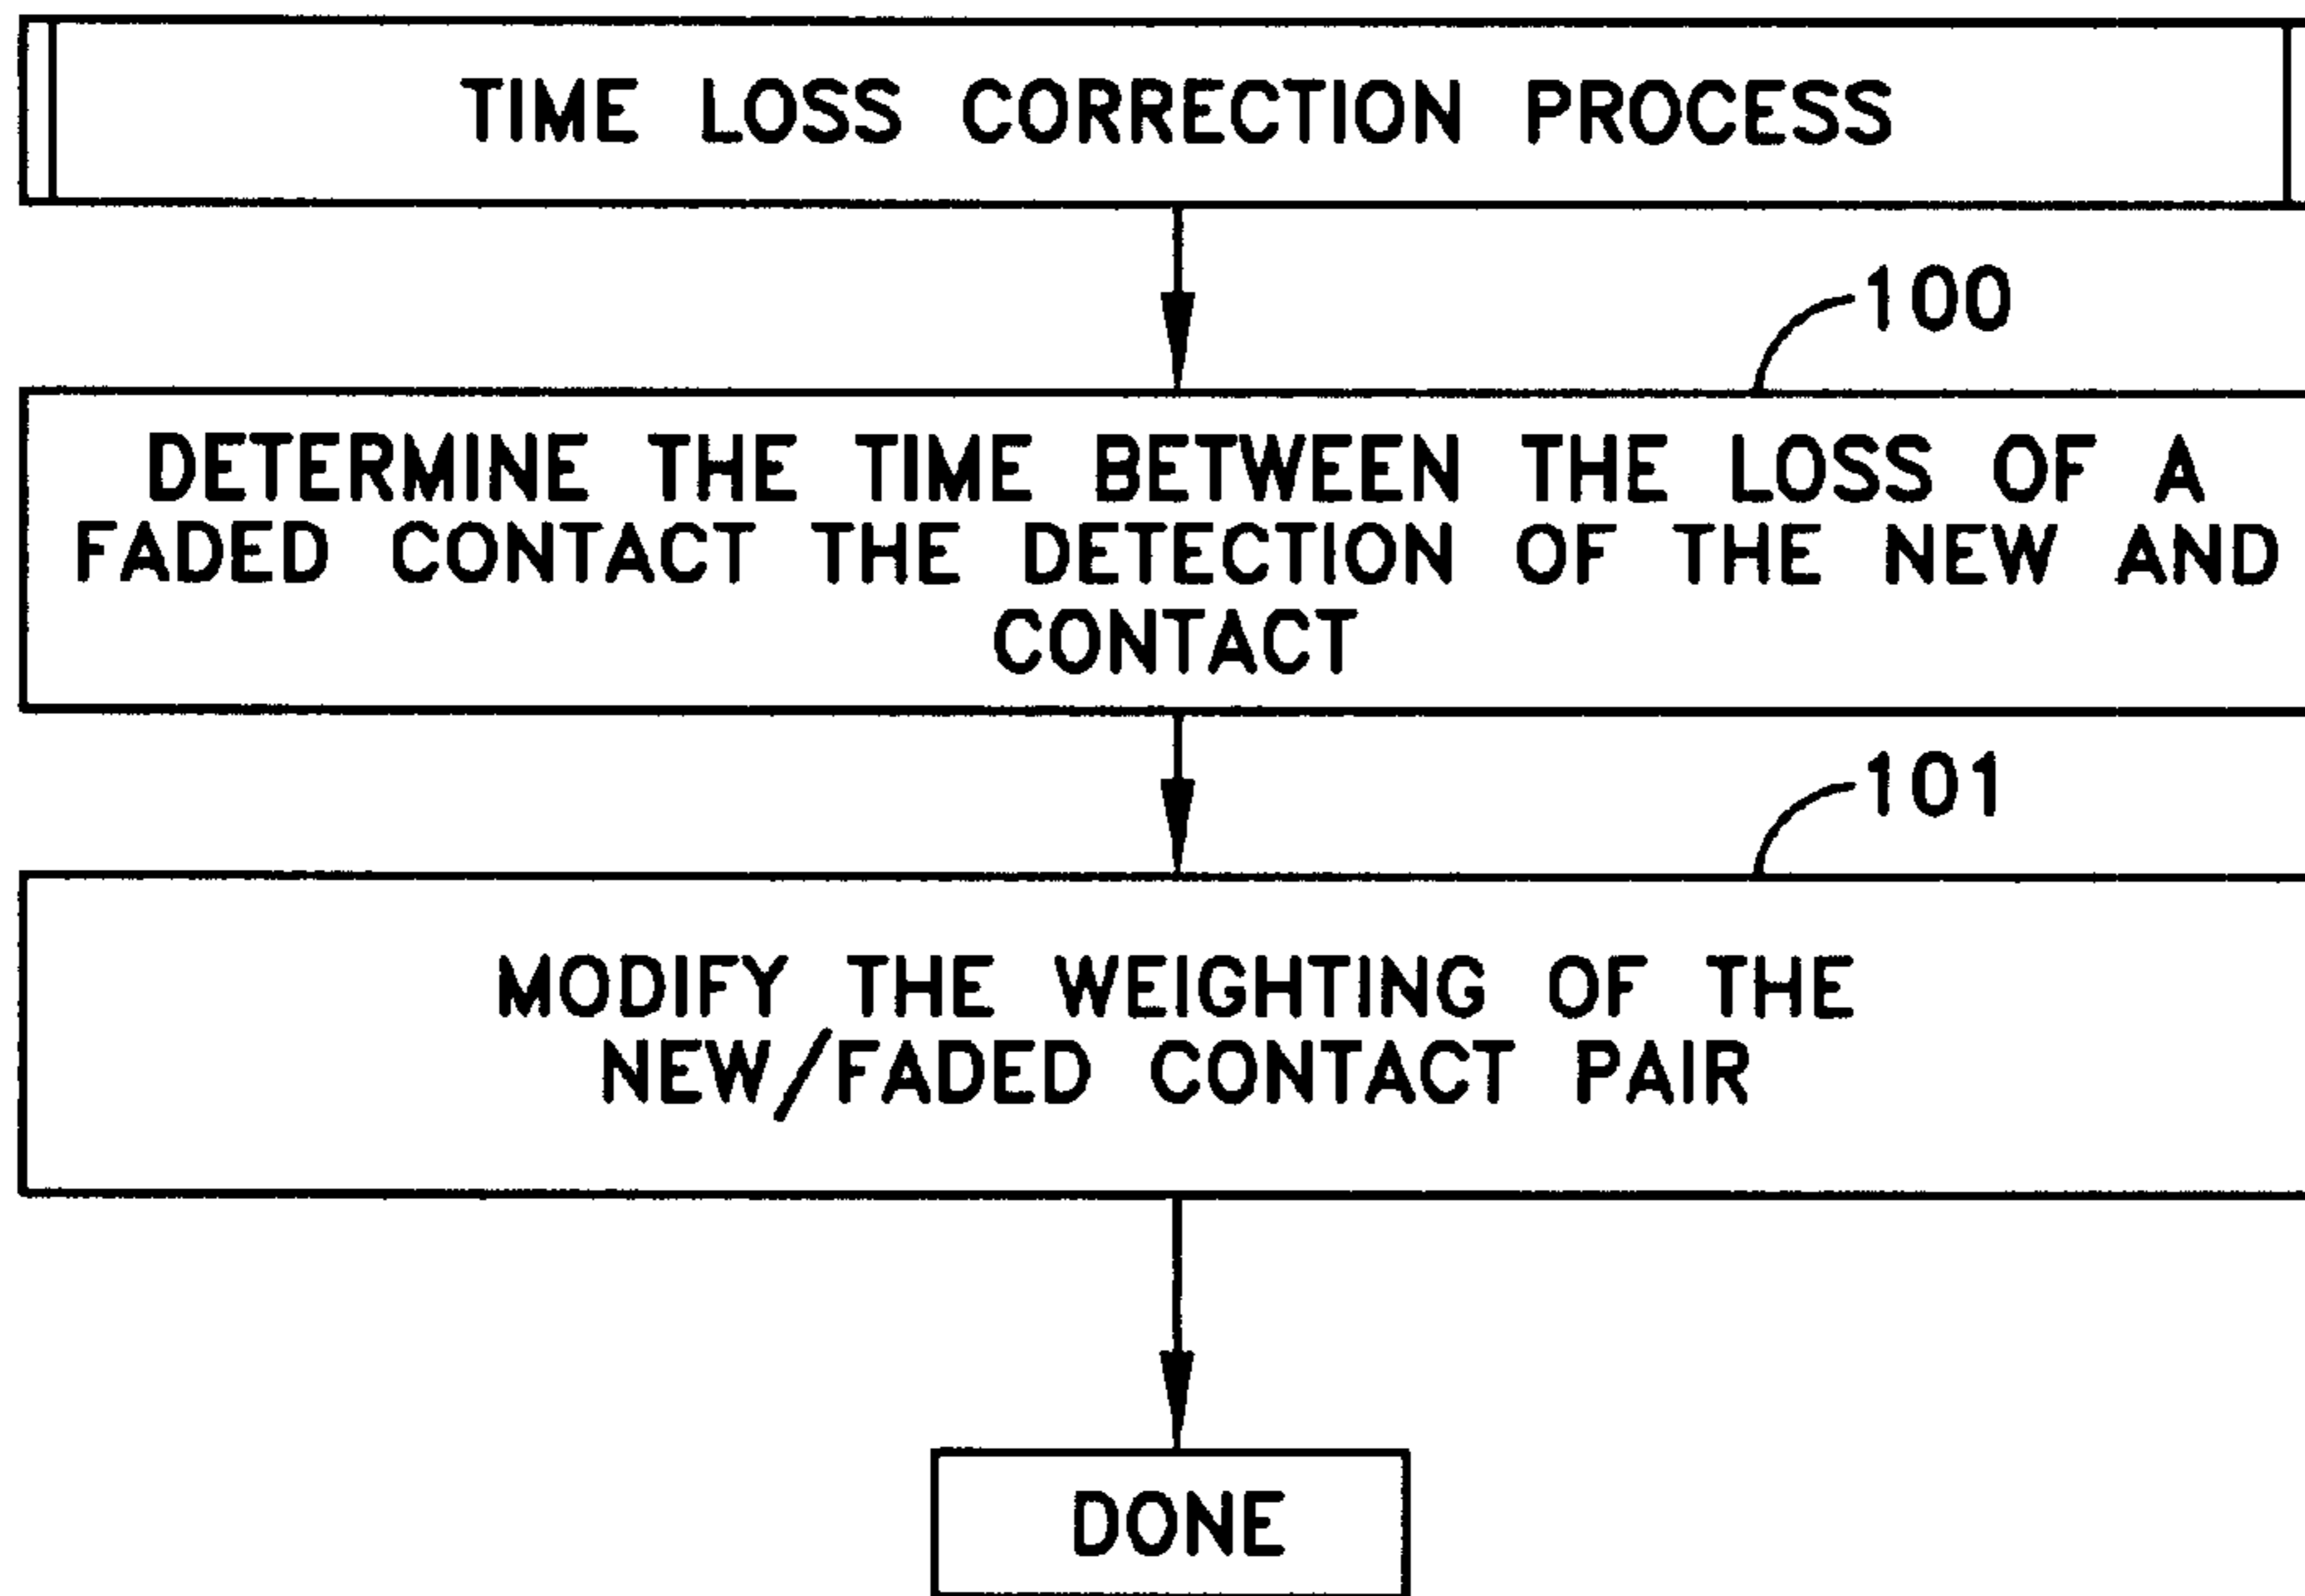 TIME LOSS CORRECTION PROCESS
100
DETERMINE THE TIME BETWEEN THE LOSS OF A
FADED CONTACT THE DETECTION OF THE NEW AND
CONTACT
101
MODIFY THE WEIGHTING OF THE
NEW/FADED CONTACT PAIR
DONE